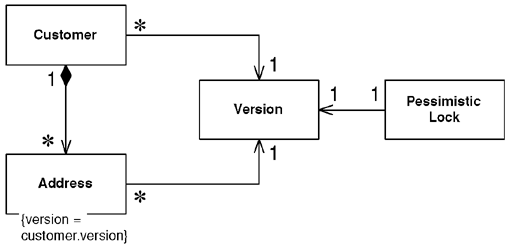 Customer
*
1
1
Version
1
1
Pessimistic
Lock
*
1
Address
*
{version =
customer.version}